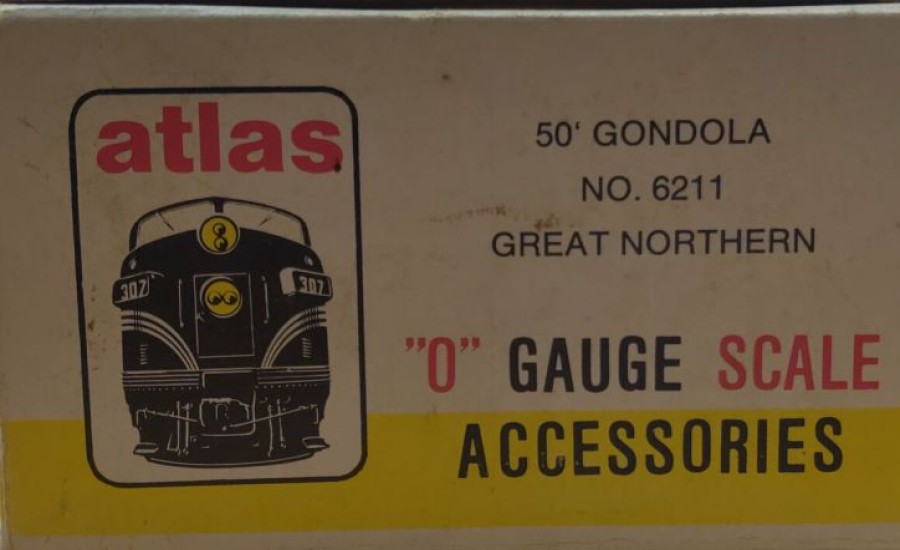 atlas
307 307
50' GONDOLA
NO. 6211
GREAT NORTHERN
"O" GAUGE SCALE
ACCESSORIES